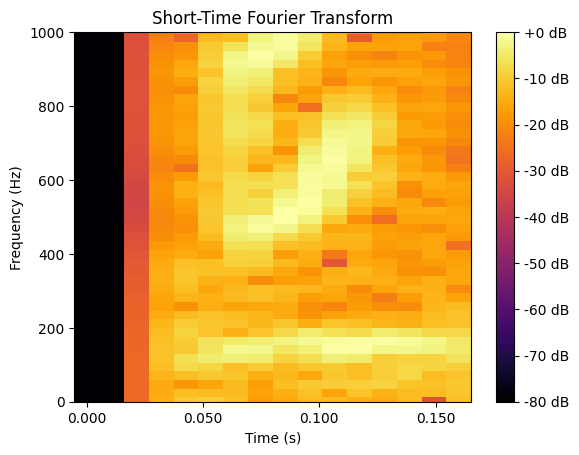 Short-Time Fourier Transform
1000
800
600
400
200
0
Frequency (Hz)
0.000
0.050
0.100
0.150
Time (s)
+0 dB
-10 dB
-20 dB
-30 dB
-40 dB
-50 dB
-60 dB
-70 dB
-80 dB